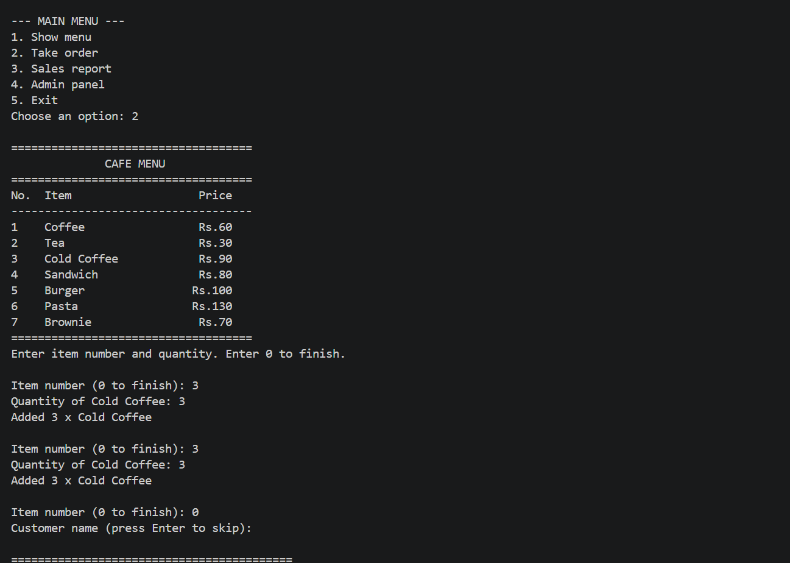 --- MAIN MENU ---
1. Show menu
2. Take order
3. Sales report
4. Admin panel
5. Exit
Choose an option: 2
====================================
CAFE MENU
====================================
No.  Item                   Price
------------------------------------
1    Coffee                 Rs.60
2    Tea                    Rs.30
3    Cold Coffee            Rs.90
4    Sandwich               Rs.80
5    Burger                Rs.100
6    Pasta                 Rs.130
7    Brownie                Rs.70
====================================
Enter item number and quantity. Enter 0 to finish.
Item number (0 to finish): 3
Quantity of Cold Coffee: 3
Added 3 x Cold Coffee
Item number (0 to finish): 3
Quantity of Cold Coffee: 3
Added 3 x Cold Coffee
Item number (0 to finish): 0
Customer name (press Enter to skip):
==========================================